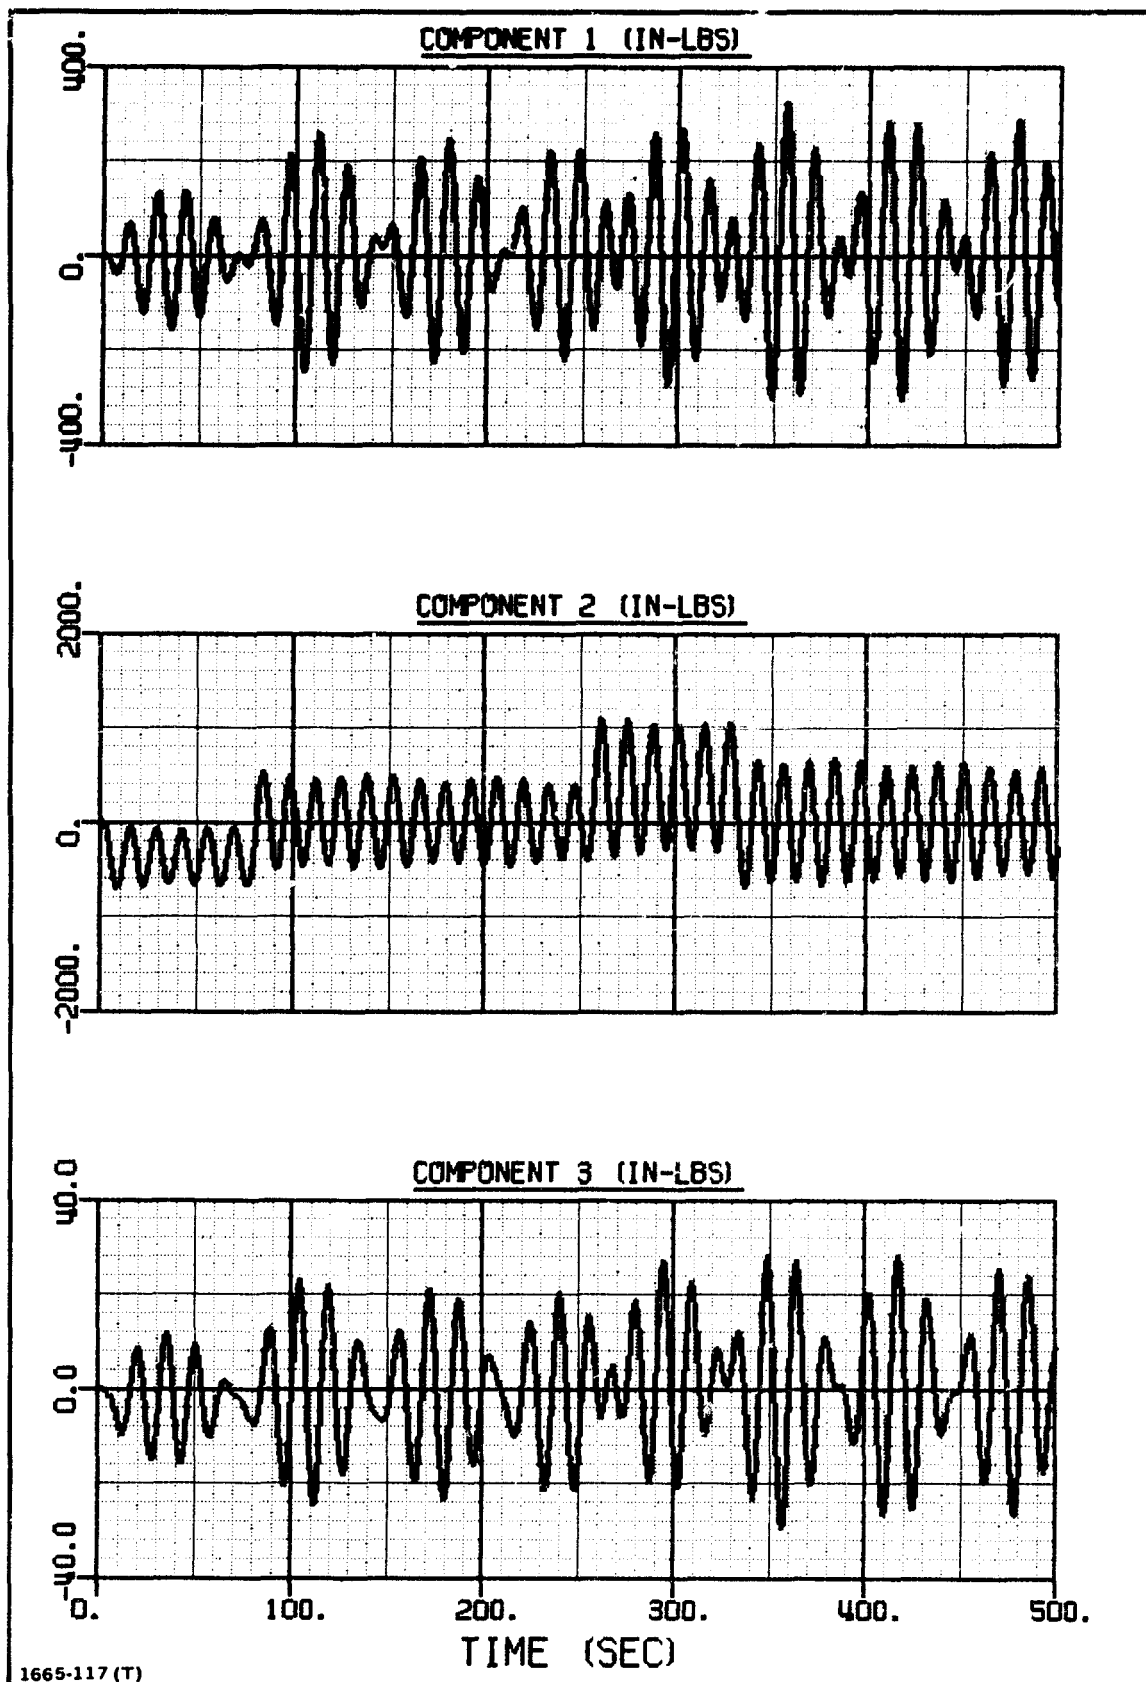 COMPONENT 1 (IN-LBS)
400.
0.
-400.
COMPONENT 2 (IN-LBS)
2000.
0.
-2000.
COMPONENT 3 (IN-LBS)
40.0
0.0
-40.0
0. 100. 200. 300. 400. 500.
TIME (SEC)
1665-117(T)